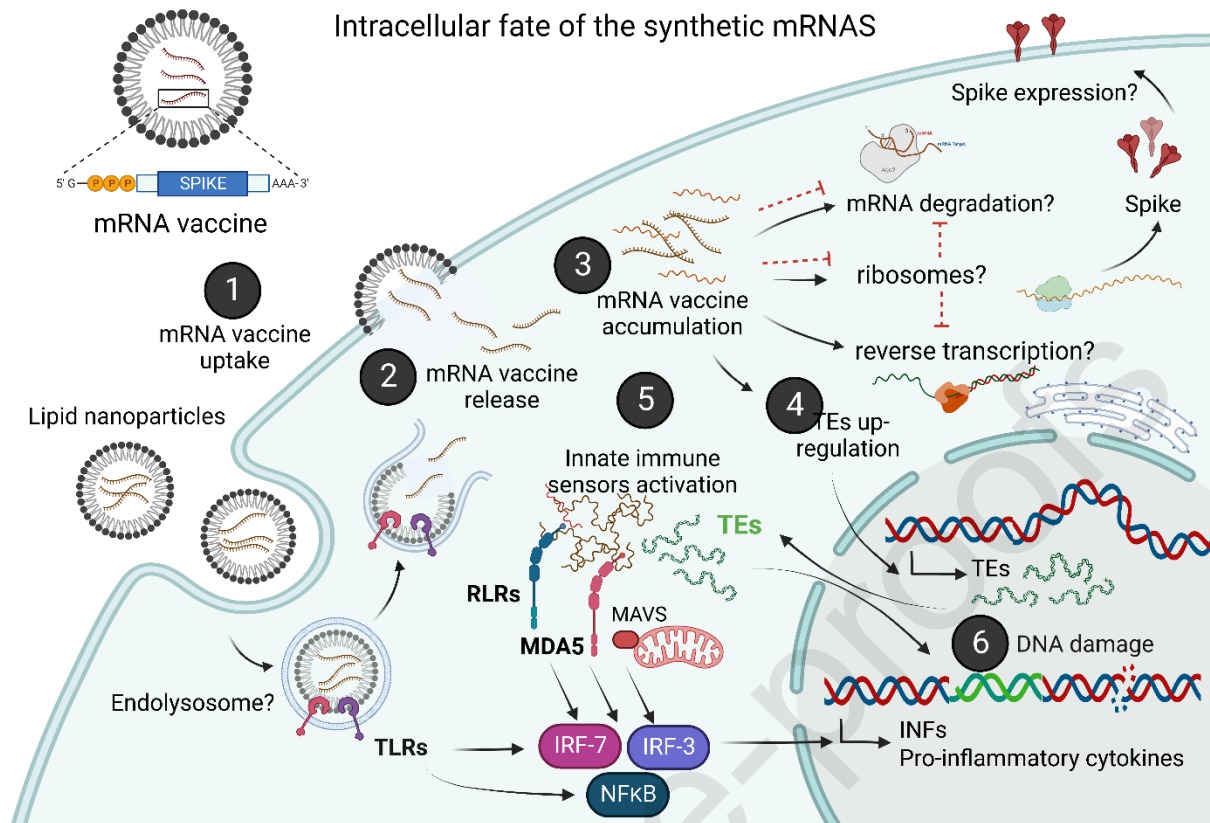 Intracellular fate of the synthetic mRNAS
5' G
P P P
SPIKE
AAA-3'
mRNA vaccine
1
mRNA vaccine
uptake
Lipid nanoparticles
2
mRNA vaccine
release
3
mRNA vaccine
accumulation
mRNA Target
mRNA degradation?
ribosomes?
reverse transcription?
Spike expression?
Spike
4
TEs up-
regulation
5
Innate immune
sensors activation
TEs
RLRs
MDA5
MAVS
Endolysosome?
TLRs
IRF-7
IRF-3
NFκB
TEs
6
DNA damage
INFs
Pro-inflammatory cytokines
e-proofs